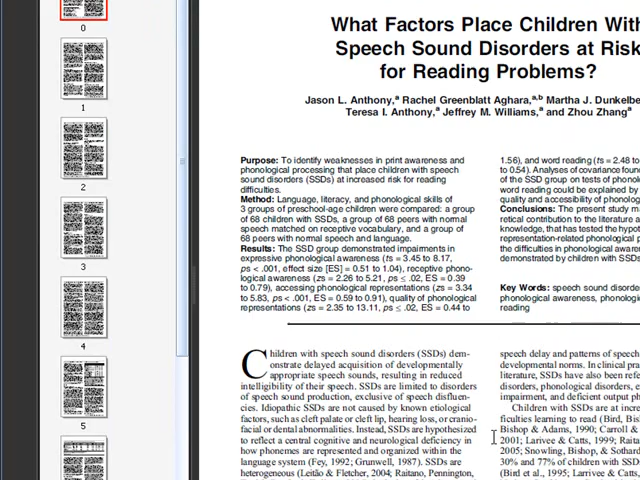 0
1
2
3
4
5
What Factors Place Children With
Speech Sound Disorders at Risk
for Reading Problems?
Jason L. Anthony,a Rachel Greenblatt Aghara,a,b Martha J. Dunkelbe
Teresa I. Anthony,a Jeffrey M. Williams,a and Zhou Zhanga
Purpose: To identify weaknesses in print awareness and
phonological processing that place children with speech
sound disorders (SSDs) at increased risk for reading
difficulties.
Method: Language, literacy, and phonological skills of
3 groups of preschool-age children were compared: a group
of 68 children with SSDs, a group of 68 peers with normal
speech matched on receptive vocabulary, and a group of
68 peers with normal speech and language.
Results: The SSD group demonstrated impairments in
expressive phonological awareness (ts = 3.45 to 8.17,
ps < .001, effect size [ES] = 0.51 to 1.04), receptive phono-
logical awareness (zs = 2.26 to 5.21, ps ≤ .02, ES = 0.39
to 0.79), accessing phonological representations (zs = 3.34
to 5.83, ps < .001, ES = 0.59 to 0.91), quality of phonological
representations (zs = 2.35 to 13.11, ps ≤ .02, ES = 0.44 to
1.56), and word reading (ts = 2.48 to
to 0.54). Analyses of covariance foun
of the SSD group on tests of phonolo
word reading could be explained by
quality and accessibility of phonolog
Conclusions: The present study ma
retical contribution to the literature a
knowledge, that has tested the hypot
representation-related phonological
the difficulties in phonological awaren
demonstrated by children with SSDs
Key Words: speech sound disorde
phonological awareness, phonologi
reading
Children with speech sound disorders (SSDs) dem-
onstrate delayed acquisition of developmentally
appropriate speech sounds, resulting in reduced
intelligibility of their speech. SSDs are limited to disorders
of speech sound production, exclusive of speech disfluen-
cies. Idiopathic SSDs are not caused by known etiological
factors, such as cleft palate or cleft lip, hearing loss, or cranio-
facial or dental abnormalities. Instead, SSDs are hypothesized
to reflect a central cognitive and neurological deficiency in
how phonemes are represented and organized within the
language system (Fey, 1992; Grunwell, 1987). SSDs are
heterogeneous (Leitão & Fletcher, 2004; Raitano, Pennington,
speech delay and patterns of speech
developmental norms. In clinical prac
literature, SSDs have also been refer
disorders, phonological disorders, c
impairment, and deficient output ph
Children with SSDs are at incre
ficulties learning to read (Bird, Bish
Bishop & Adams, 1990; Carroll &
2001; Larivee & Catts, 1999; Raita
2005; Snowling, Bishop, & Sothard
30% and 77% of children with SSD
(Bird et al., 1995; Larrivee & Catts,